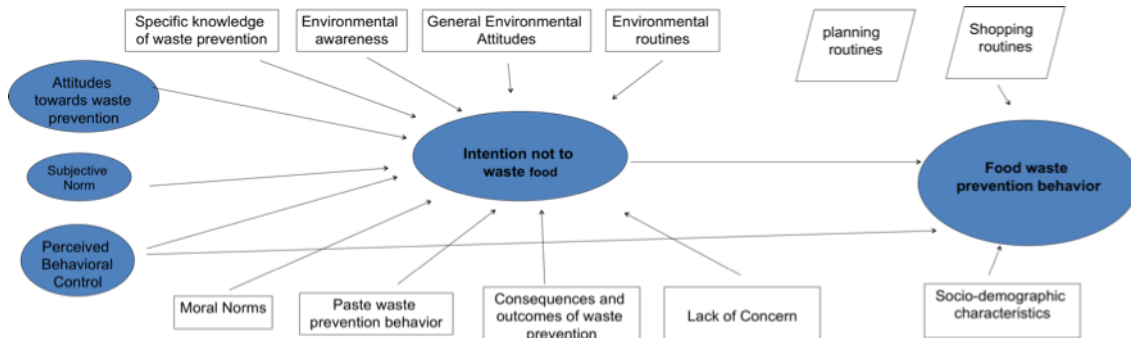 Specific knowledge
of waste prevention
Environmental
awareness
General Environmental
Attitudes
Environmental
routines
planning
routines
Shopping
routines
Attitudes
towards waste
prevention
Intention not to
waste food
Subjective
Norm
Food waste
prevention behavior
Perceived
Behavioral
Control
Moral Norms
Paste waste
prevention behavior
Consequences and
outcomes of waste
prevention
Lack of Concern
Socio-demographic
characteristics